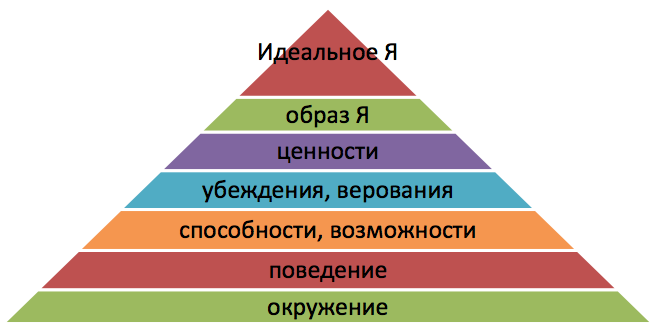 Идеальное Я
образ Я
ценности
убеждения, верования
способности, возможности
поведение
окружение